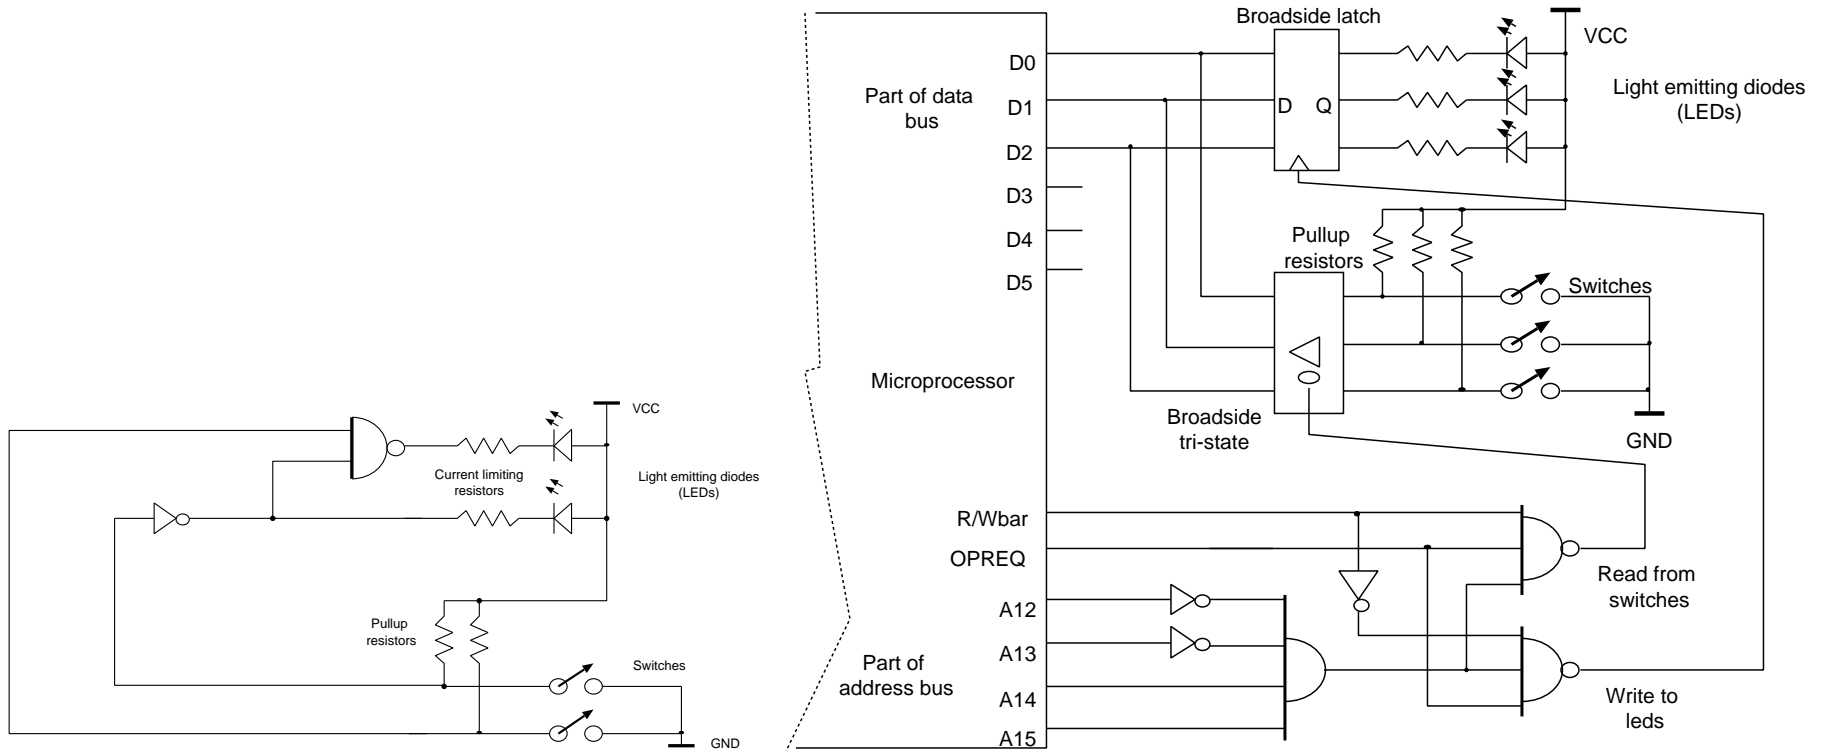 VCC
Current limiting
resistors
Light emitting diodes
(LEDs)
Pullup
resistors
Switches
GND
Broadside latch
VCC
D0
Part of data
bus
D1
D Q
Light emitting diodes
(LEDs)
D2
D3
D4
D5
Pullup
resistors
Switches
Microprocessor
Broadside
tri-state
GND
R/Wbar
OPREQ
Read from
switches
A12
A13
Part of
address bus
A14
A15
Write to
leds